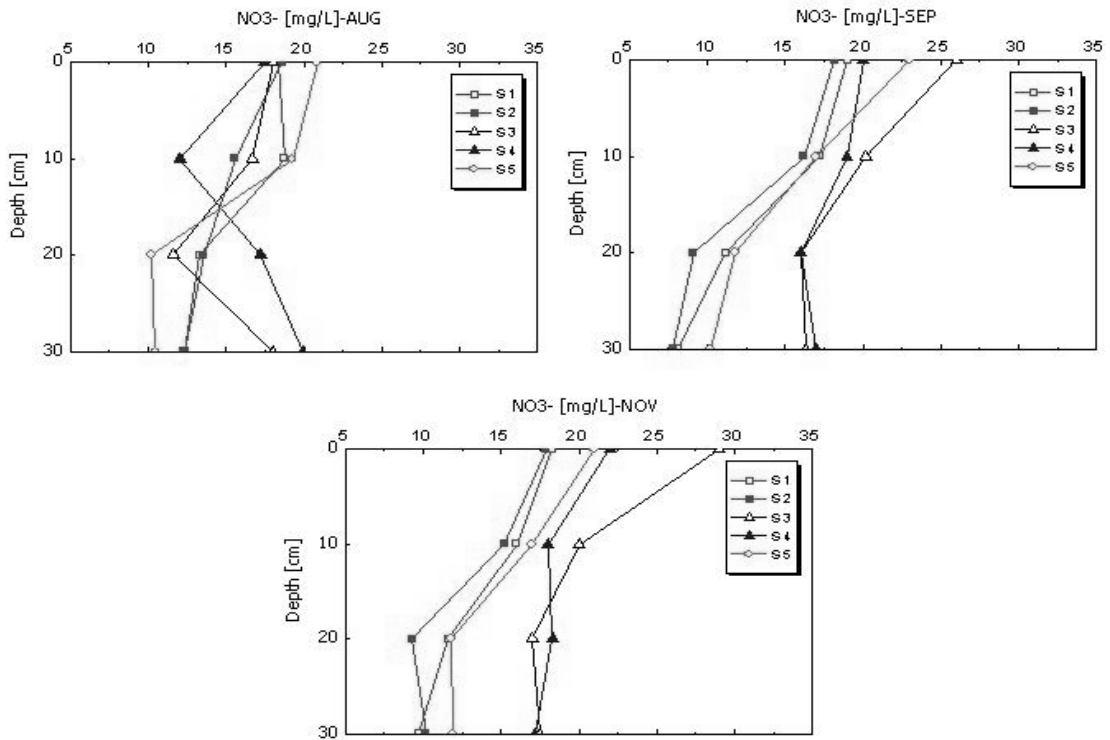 NO3- [mg/L]-AUG
5 10 15 20 25 30 35
Depth [cm]
0
10
20
30
S1
S2
S3
S4
S5
NO3- [mg/L]-SEP
5 10 15 20 25 30 35
Depth [cm]
0
10
20
30
S1
S2
S3
S4
S5
NO3- [mg/L]-NOV
5 10 15 20 25 30 35
Depth [cm]
0
10
20
30
S1
S2
S3
S4
S5